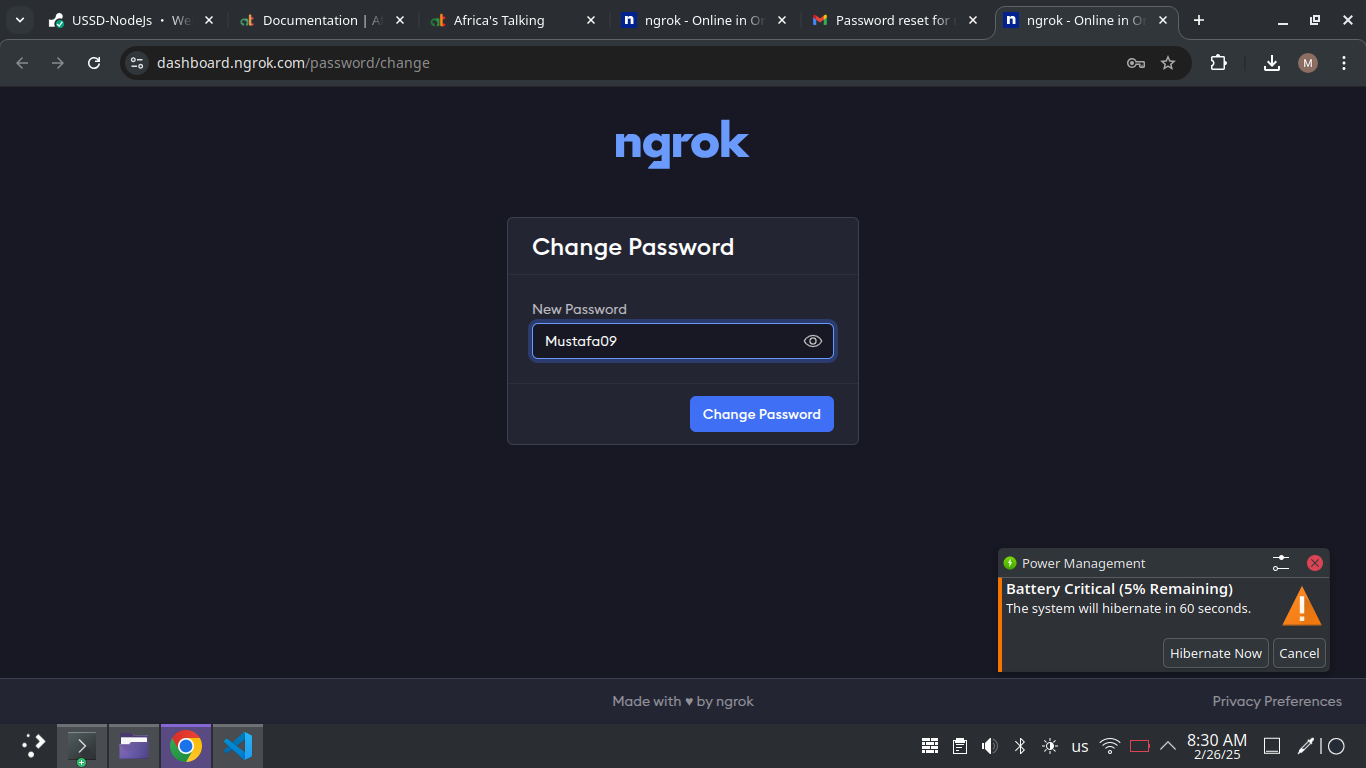 USSD-NodeJs • We
Documentation | A
Africa's Talking
ngrok - Online in O
Password reset for
ngrok - Online in O
dashboard.ngrok.com/password/change
M
ngrok
Change Password
New Password
Mustafa09
Change Password
Power Management
Battery Critical (5% Remaining)
The system will hibernate in 60 seconds.
Hibernate Now
Cancel
Made with ♥ by ngrok
Privacy Preferences
us
8:30 AM
2/26/25